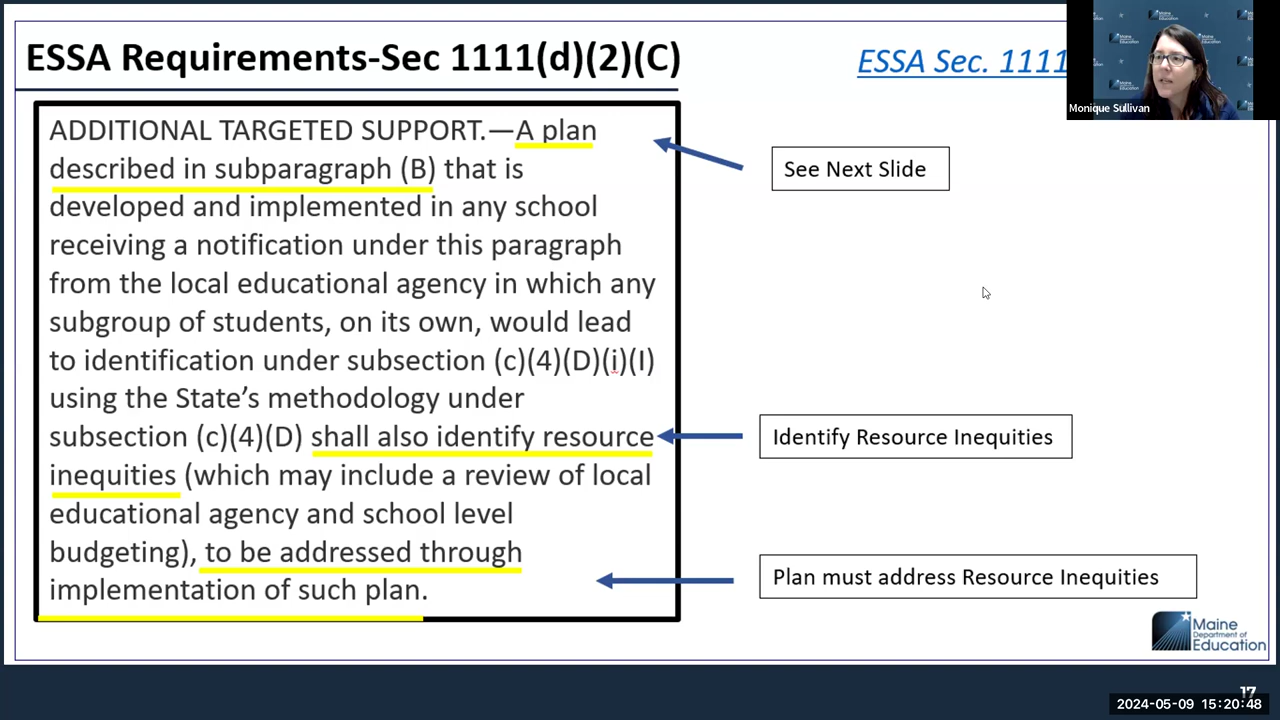 ESSA Requirements-Sec 1111(d)(2)(C)
ESSA Sec. 1111
Monique Sullivan
ADDITIONAL TARGETED SUPPORT.—A plan
described in subparagraph (B) that is
developed and implemented in any school
receiving a notification under this paragraph
from the local educational agency in which any
subgroup of students, on its own, would lead
to identification under subsection (c)(4)(D)(i)(I)
using the State’s methodology under
subsection (c)(4)(D) shall also identify resource
inequities (which may include a review of local
educational agency and school level
budgeting), to be addressed through
implementation of such plan.
See Next Slide
Identify Resource Inequities
Plan must address Resource Inequities
Maine
Department of
Education
17
2024-05-09 15:20:48